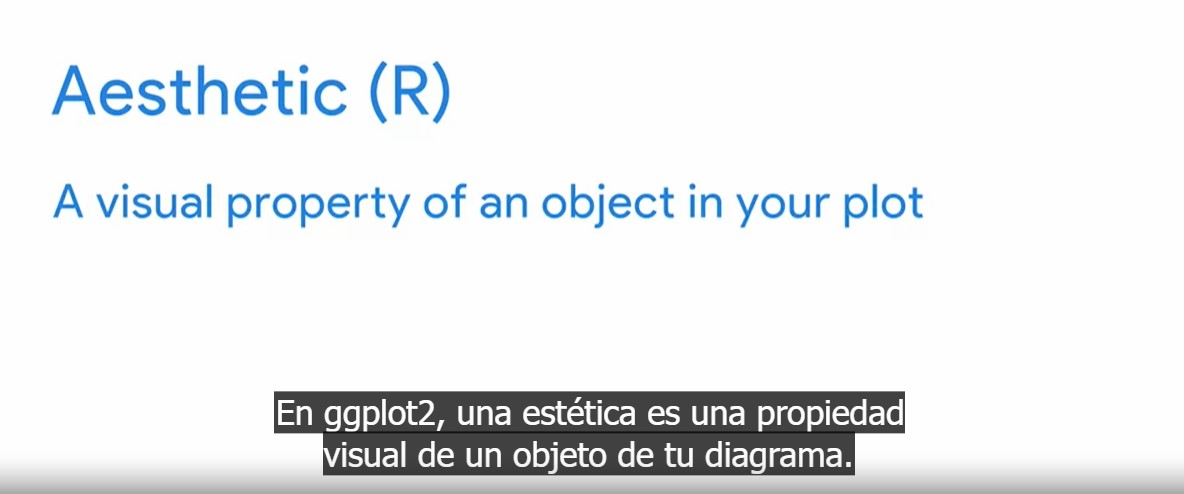 Aesthetic (R)
A visual property of an object in your plot
En ggplot2, una estética es una propiedad
visual de un objeto de tu diagrama.